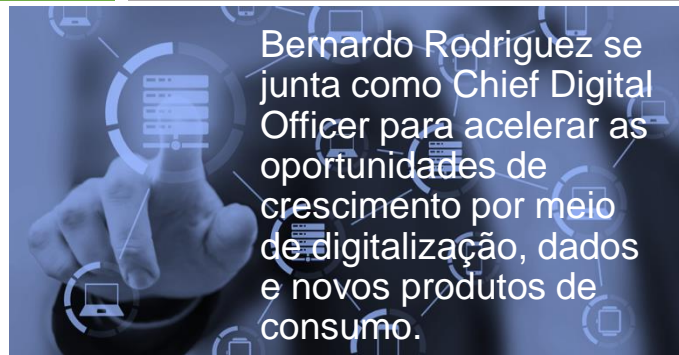 Bernardo Rodriguez se
junta como Chief Digital
Officer para acelerar as
oportunidades de
crescimento por meio
de digitalização, dados
e novos produtos de
consumo.